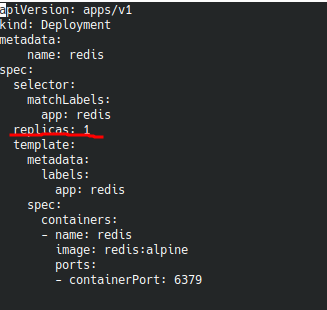 apiVersion: apps/v1
kind: Deployment
metadata:
    name: redis
spec:
  selector:
    matchLabels:
      app: redis
  replicas: 1
  template:
    metadata:
      labels:
        app: redis
    spec:
      containers:
      - name: redis
        image: redis:alpine
        ports:
        - containerPort: 6379